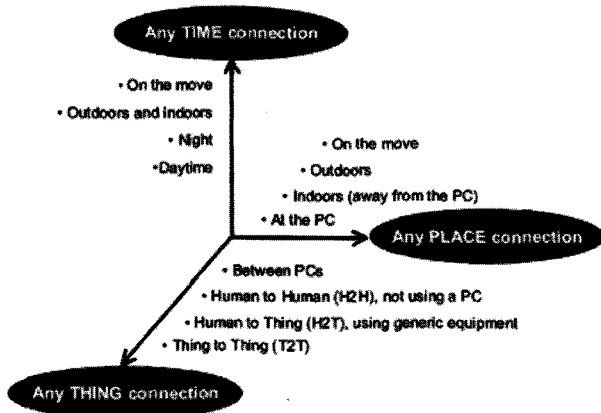 Any TIME connection
• On the move
• Outdoors and indoors
• Night
•Daytime
• On the move
• Outdoors
• Indoors (away from the PC)
• At the PC
Any PLACE connection
• Between PCs
• Human to Human (H2H), not using a PC
• Human to Thing (H2T), using generic equipment
• Thing to Thing (T2T)
Any THING connection